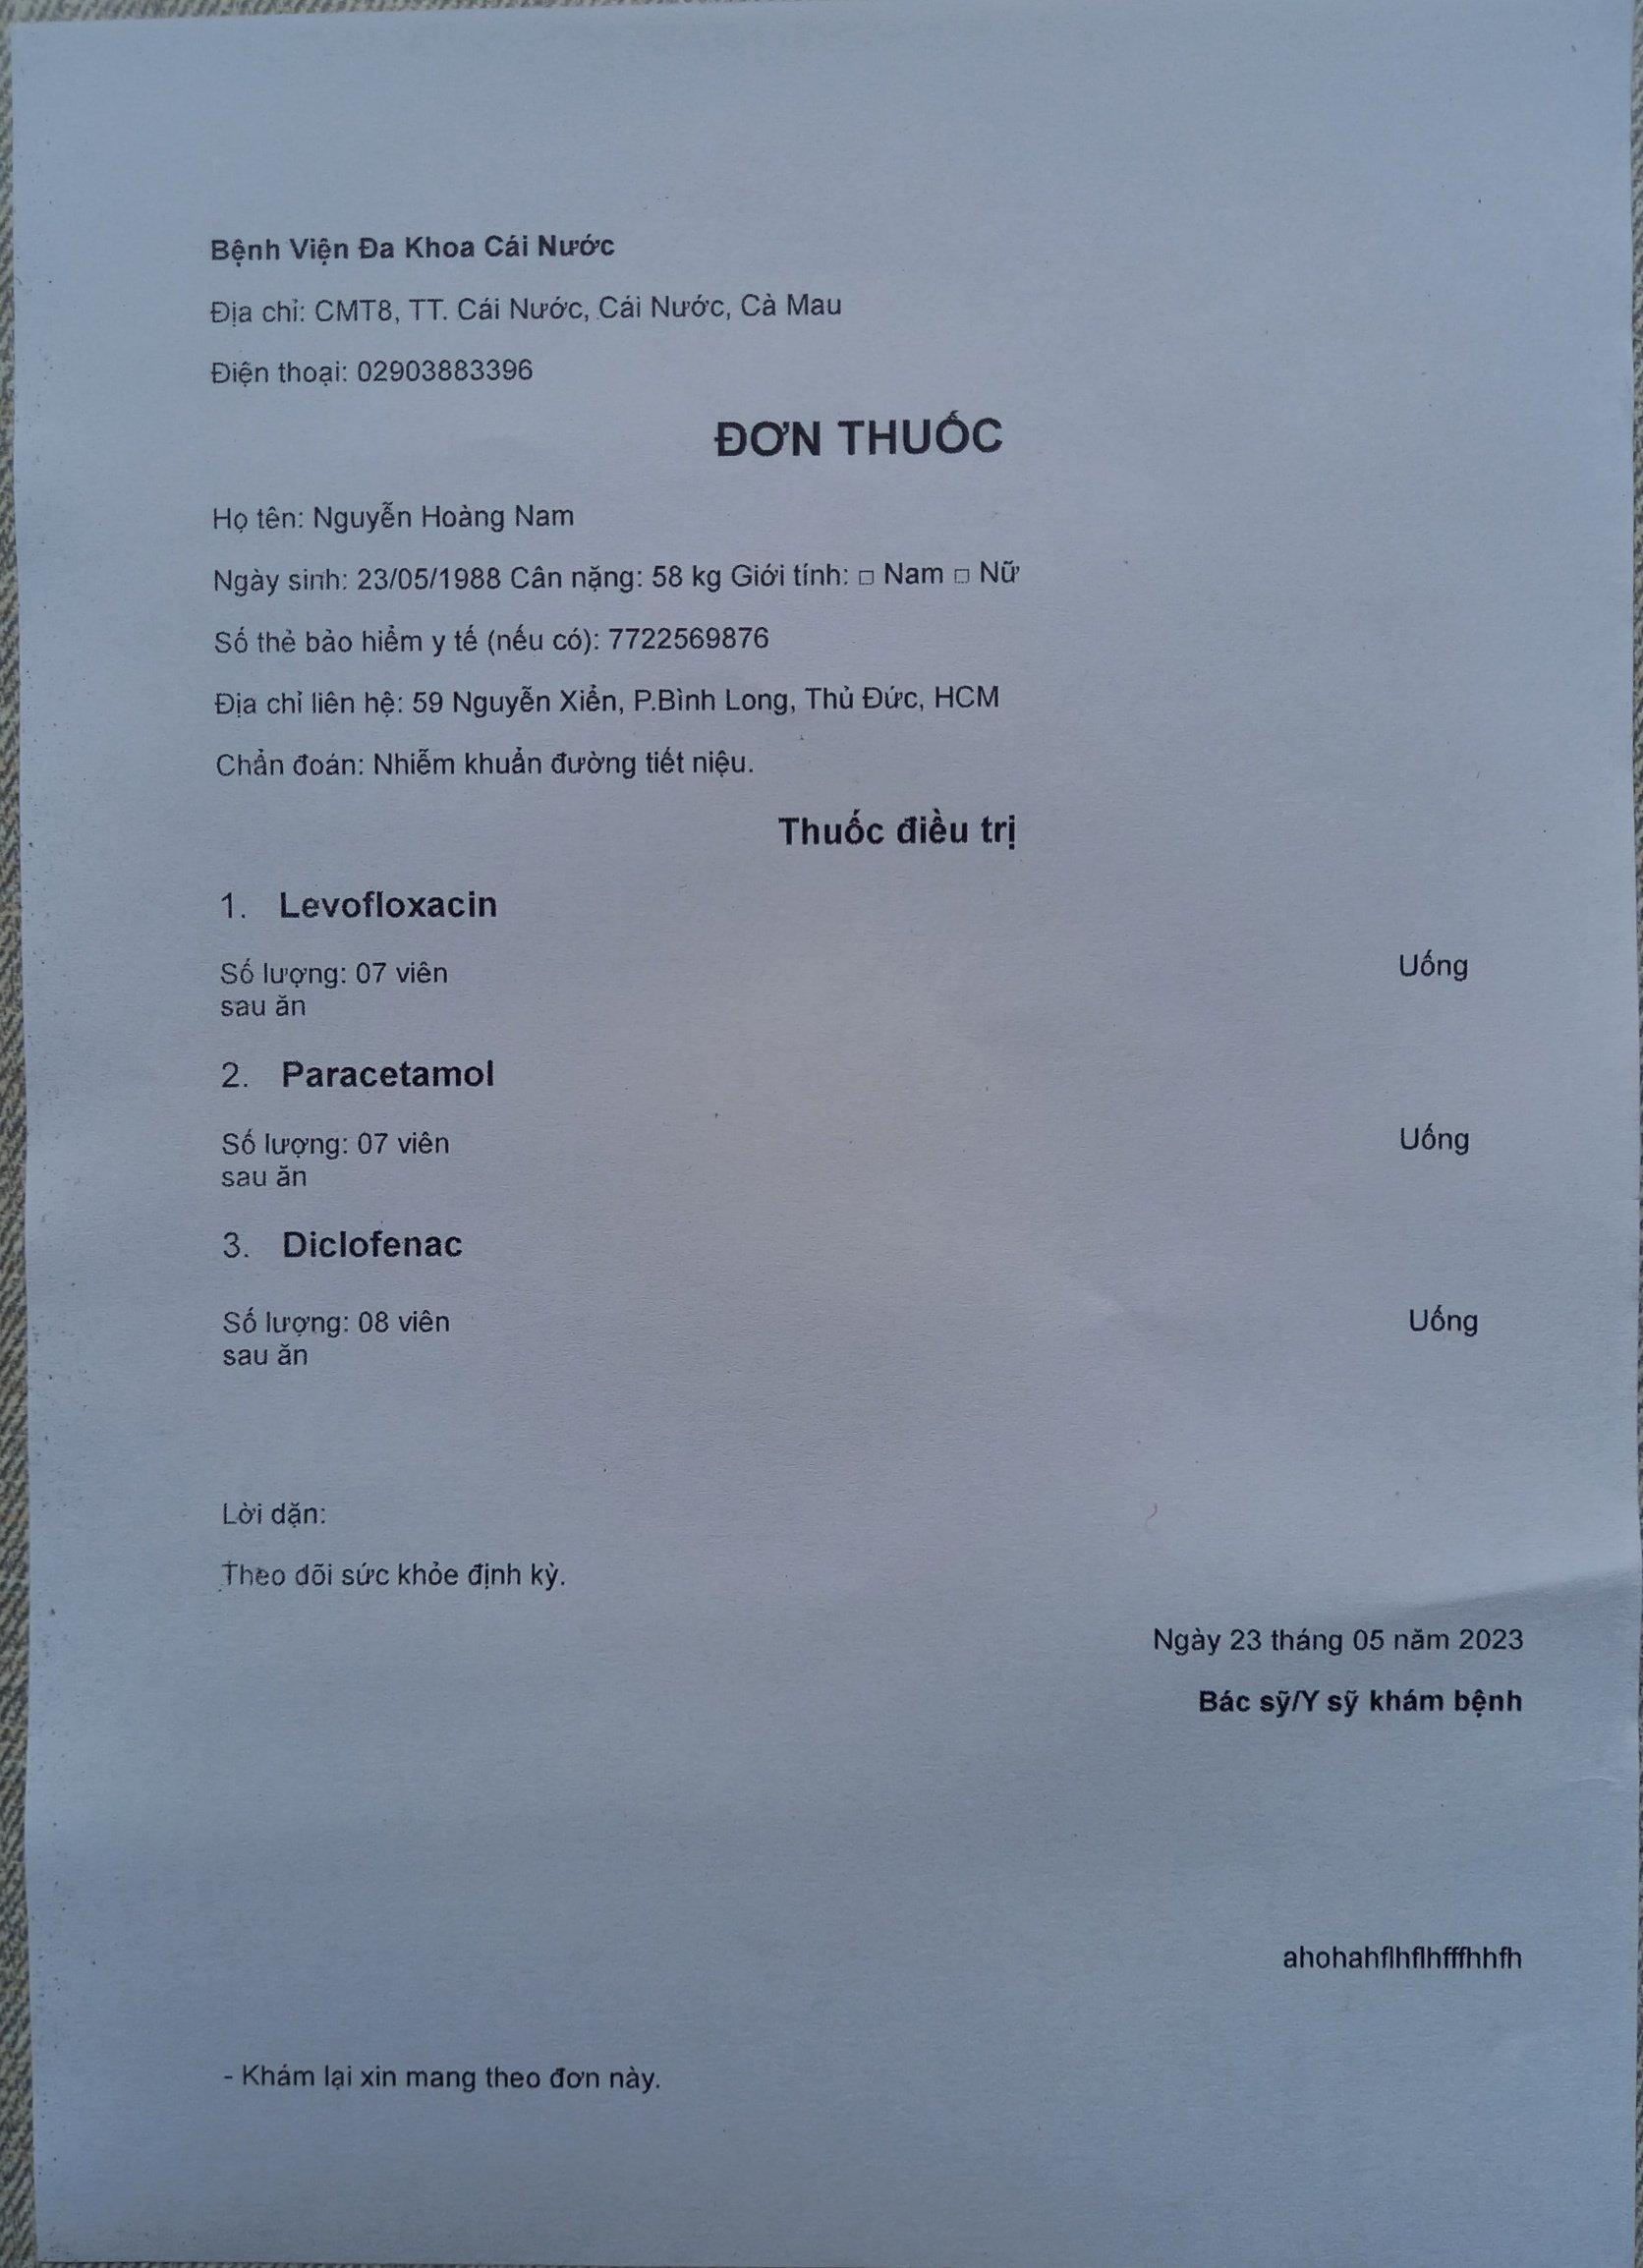 Bệnh Viện Đa Khoa Cái Nước
Địa chỉ: CMT8, TT. Cái Nước, Cái Nước, Cà Mau
Điện thoại: 02903883396
ĐƠN THUỐC
Họ tên: Nguyễn Hoàng Nam
Ngày sinh: 23/05/1988 Cân nặng: 58 kg Giới tính: □ Nam □ Nữ
Số thẻ bảo hiểm y tế (nếu có): 7722569876
Địa chỉ liên hệ: 59 Nguyễn Xiển, P.Bình Long, Thủ Đức, HCM
Chẩn đoán: Nhiễm khuẩn đường tiết niệu.
Thuốc điều trị
1. Levofloxacin
Số lượng: 07 viên Uống
sau ăn
2. Paracetamol
Số lượng: 07 viên Uống
sau ăn
3. Diclofenac
Số lượng: 08 viên Uống
sau ăn
Lời dặn:
Theo dõi sức khỏe định kỳ.
Ngày 23 tháng 05 năm 2023
Bác sỹ/Y sỹ khám bệnh
ahohahflhflhfffhhfh
- Khám lại xin mang theo đơn này.